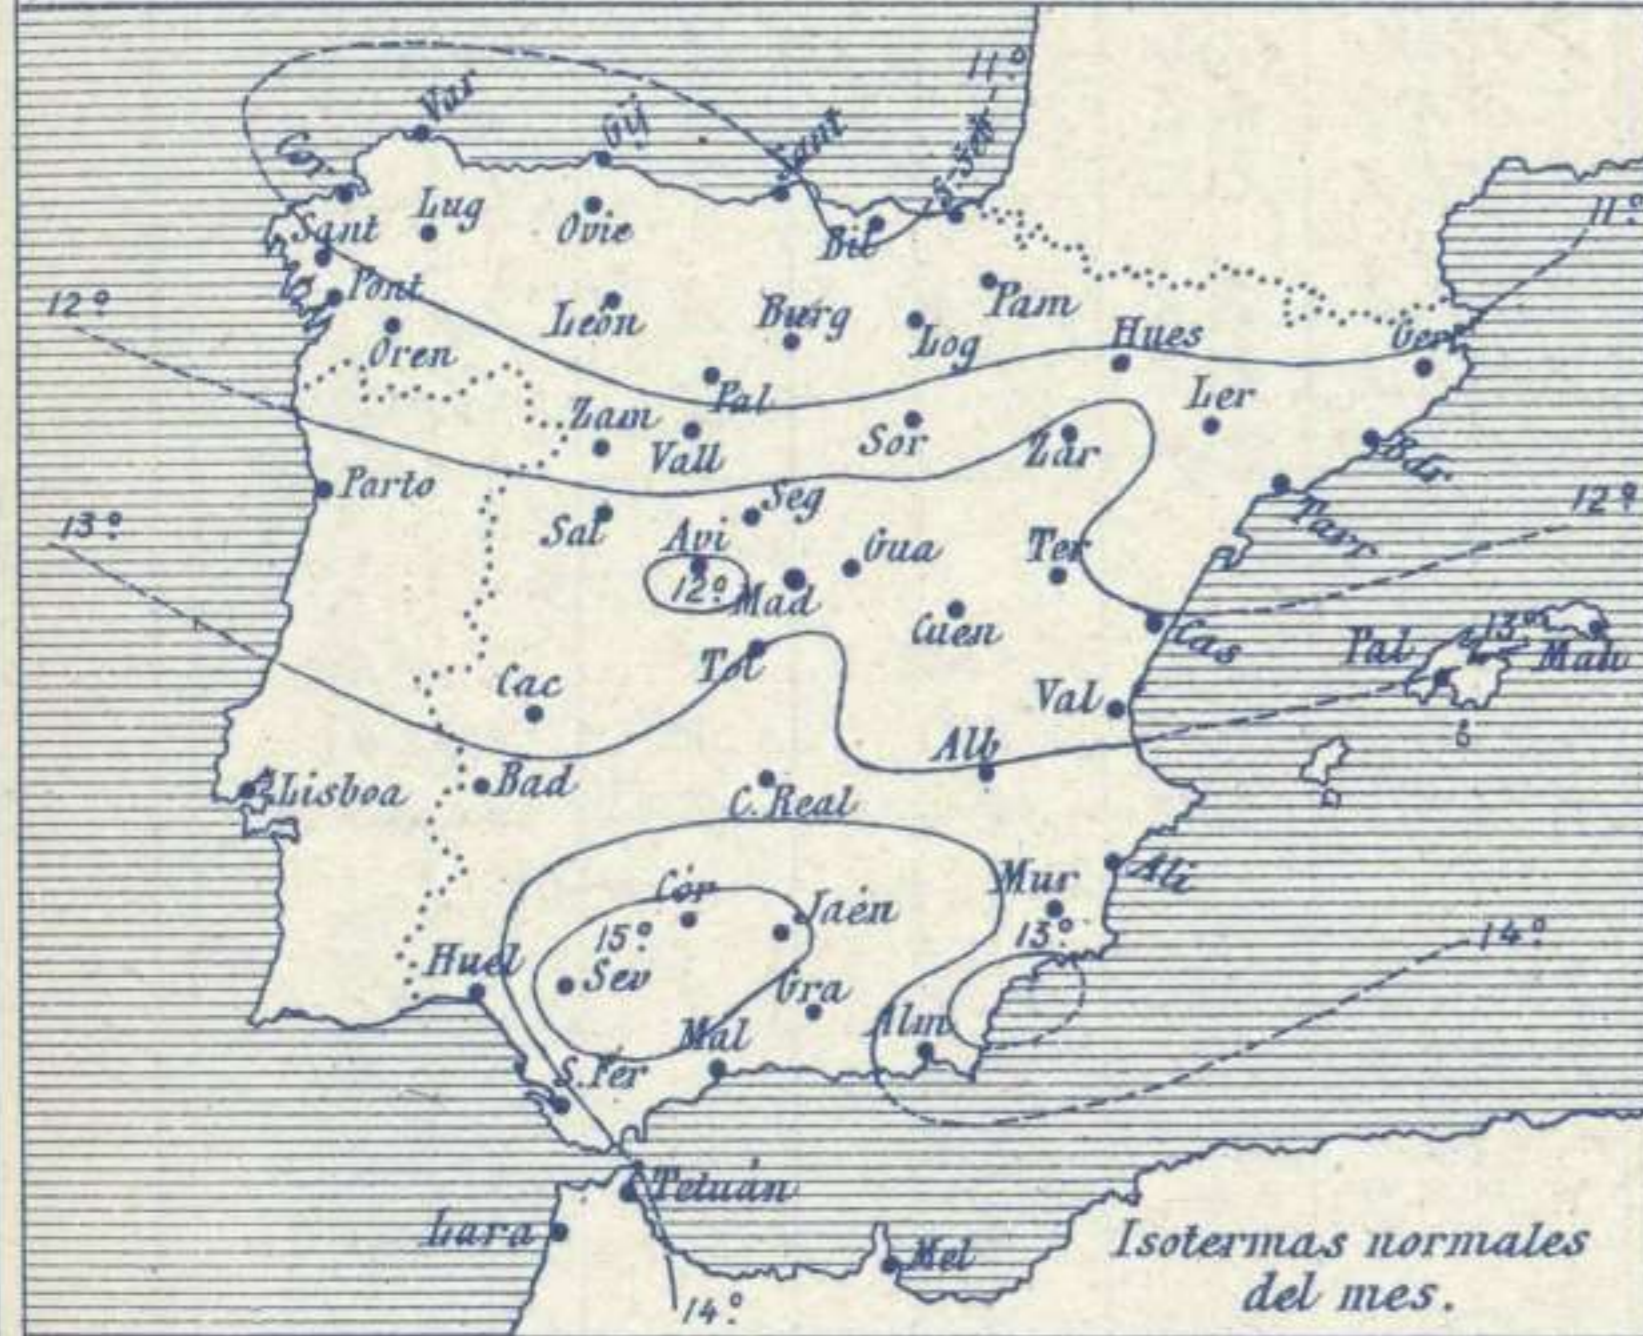 11.º
Var
Gij
Sant
S.-Seb
Cor
Lug
Ovie
Sant
Bil
11.º
Pont
12.º
León
Burg
Pam
Log
Hues
Ger
Oren
Pal
Zam
Ler
Vall
Sor
Zar
Parto
Seg
Bar
13.º
12.º
Sal
Avi
Gua
Ter
Tarr
12.º
Mad
Cuen
Cas
Pal
13.º
Mah
Tol
Cac
Val
Alb
Lisboa
Bad
C. Real
Mur
Ali
Cór
Jaén
15.º
13.º
14.º
Huel
Sev
Gra
Mal
Alm
S. Fer
Tetuán
Lara
Mel
Isotermas normales
del mes.
14.º